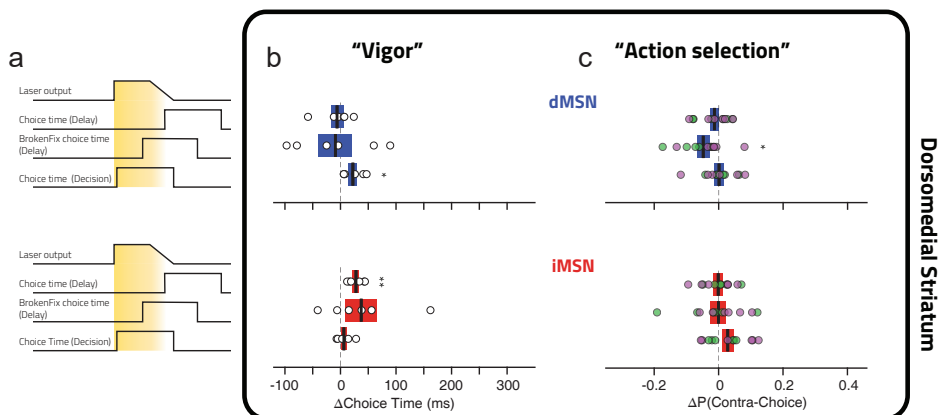 a
Laser output
Choice time (Delay)
BrokenFix choice time
(Delay)
Choice time (Decision)
Laser output
Choice time (Delay)
BrokenFix choice time
(Delay)
Choice Time (Decision)
b
"Vigor"
*
* *
-100 0 100 200 300
ΔChoice Time (ms)
c
"Action selection"
dMSN
*
iMSN
-0.2 0 0.2 0.4
ΔP(Contra-Choice)
Dorsomedial Striatum